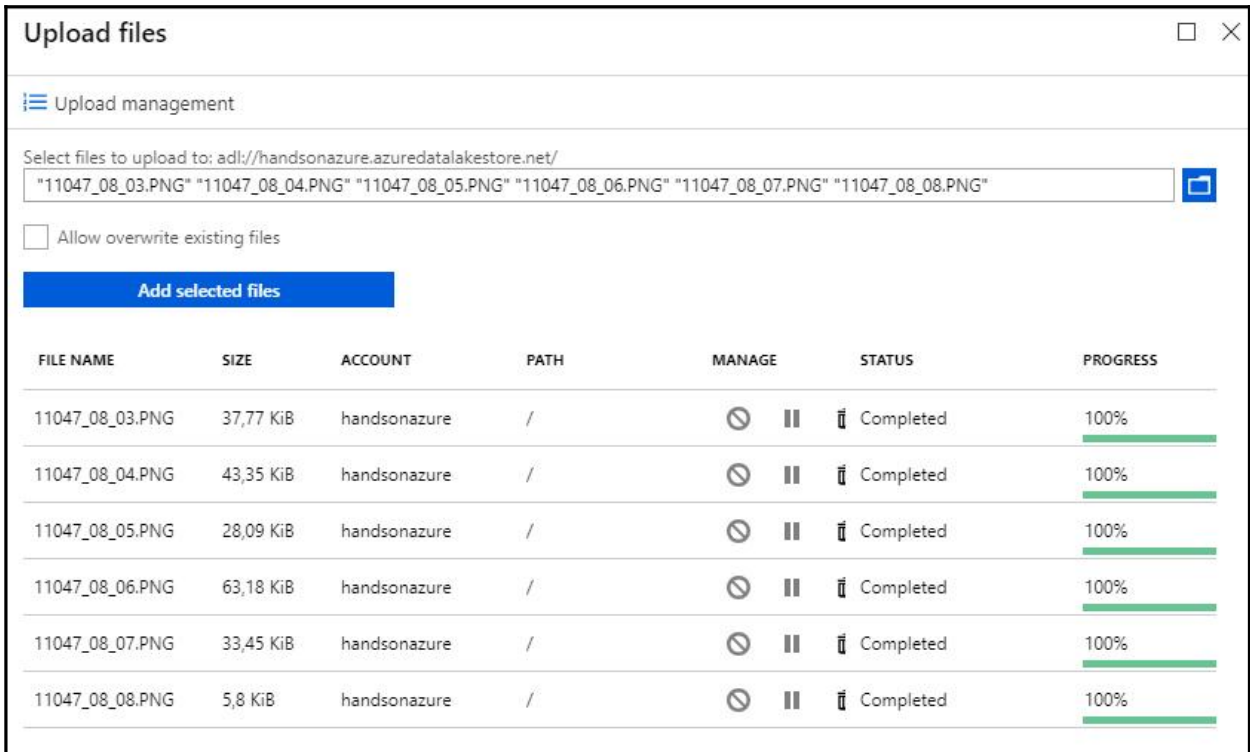 Upload files
Upload management
Select files to upload to: adl://handsonazure.azuredatalakestore.net/
"11047_08_03.PNG" "11047_08_04.PNG" "11047_08_05.PNG" "11047_08_06.PNG" "11047_08_07.PNG" "11047_08_08.PNG"
Allow overwrite existing files
Add selected files
FILE NAME SIZE ACCOUNT PATH MANAGE STATUS PROGRESS
11047_08_03.PNG 37,77 KiB handsonazure / Completed 100%
11047_08_04.PNG 43,35 KiB handsonazure / Completed 100%
11047_08_05.PNG 28,09 KiB handsonazure / Completed 100%
11047_08_06.PNG 63,18 KiB handsonazure / Completed 100%
11047_08_07.PNG 33,45 KiB handsonazure / Completed 100%
11047_08_08.PNG 5,8 KiB handsonazure / Completed 100%